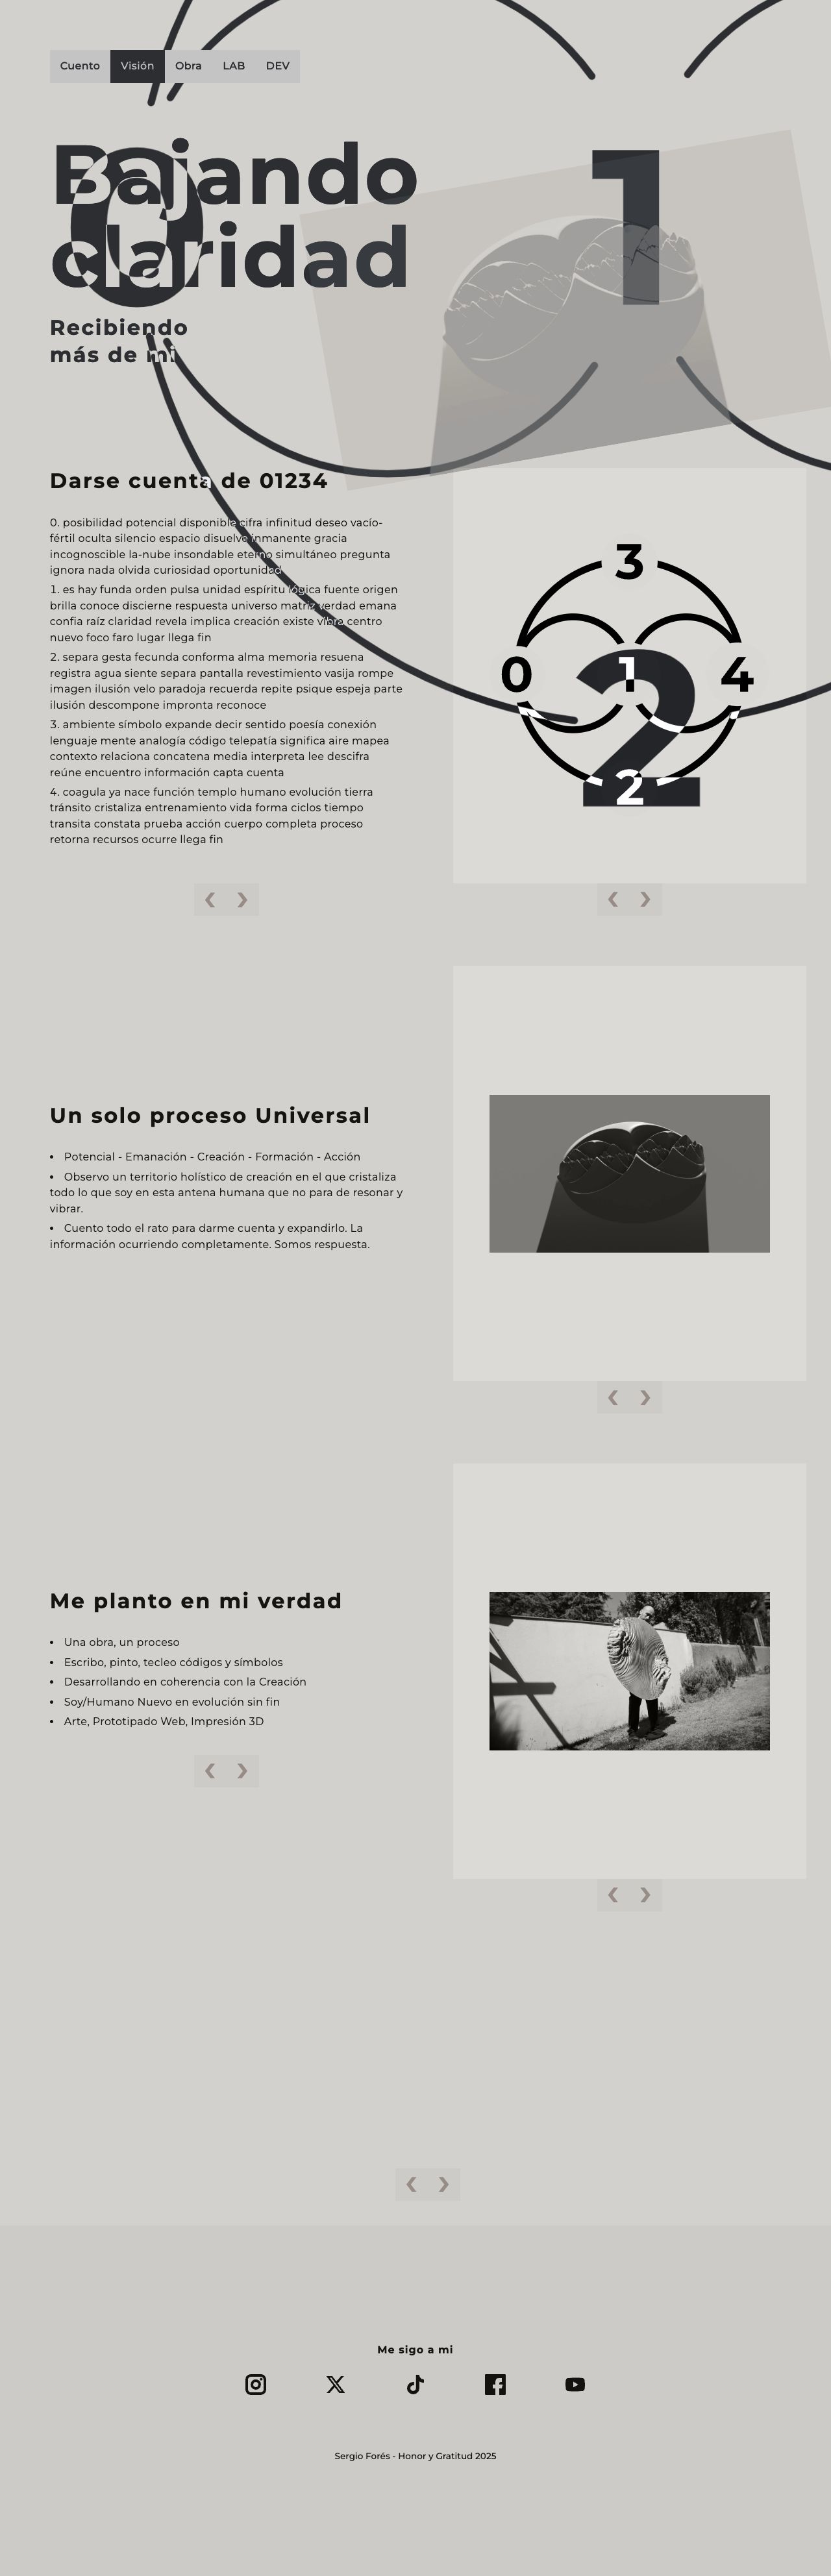 Cuento Visión Obra LAB DEV
0
1
Bajando
claridad
Recibiendo
más de mi
Darse cuenta de 01234
0. posibilidad potencial disponible cifra infinitud deseo vacío-
fértil oculta silencio espacio disuelve inmanente gracia
incognoscible la-nube insondable eterno simultáneo pregunta
ignora nada olvida curiosidad oportunidad
1. es hay funda orden pulsa unidad espíritu lógica fuente origen
brilla conoce discierne respuesta universo matriz verdad emana
confia raíz claridad revela implica creación existe vibra centro
nuevo foco faro lugar llega fin
2. separa gesta fecunda conforma alma memoria resuena
registra agua siente separa pantalla revestimiento vasija rompe
imagen ilusión velo paradoja recuerda repite psique espeja parte
ilusión descompone impronta reconoce
3. ambiente símbolo expande decir sentido poesía conexión
lenguaje mente analogía código telepatía significa aire mapea
contexto relaciona concatena media interpreta lee descifra
reúne encuentro información capta cuenta
4. coagula ya nace función templo humano evolución tierra
tránsito cristaliza entrenamiento vida forma ciclos tiempo
transita constata prueba acción cuerpo completa proceso
retorna recursos ocurre llega fin
3
0 1 4
2
2
Un solo proceso Universal
• Potencial - Emanación - Creación - Formación - Acción
• Observo un territorio holístico de creación en el que cristaliza
todo lo que soy en esta antena humana que no para de resonar y
vibrar.
• Cuento todo el rato para darme cuenta y expandirlo. La
información ocurriendo completamente. Somos respuesta.
Me planto en mi verdad
• Una obra, un proceso
• Escribo, pinto, tecleo códigos y símbolos
• Desarrollando en coherencia con la Creación
• Soy/Humano Nuevo en evolución sin fin
• Arte, Prototipado Web, Impresión 3D
Me sigo a mi
Sergio Forés - Honor y Gratitud 2025